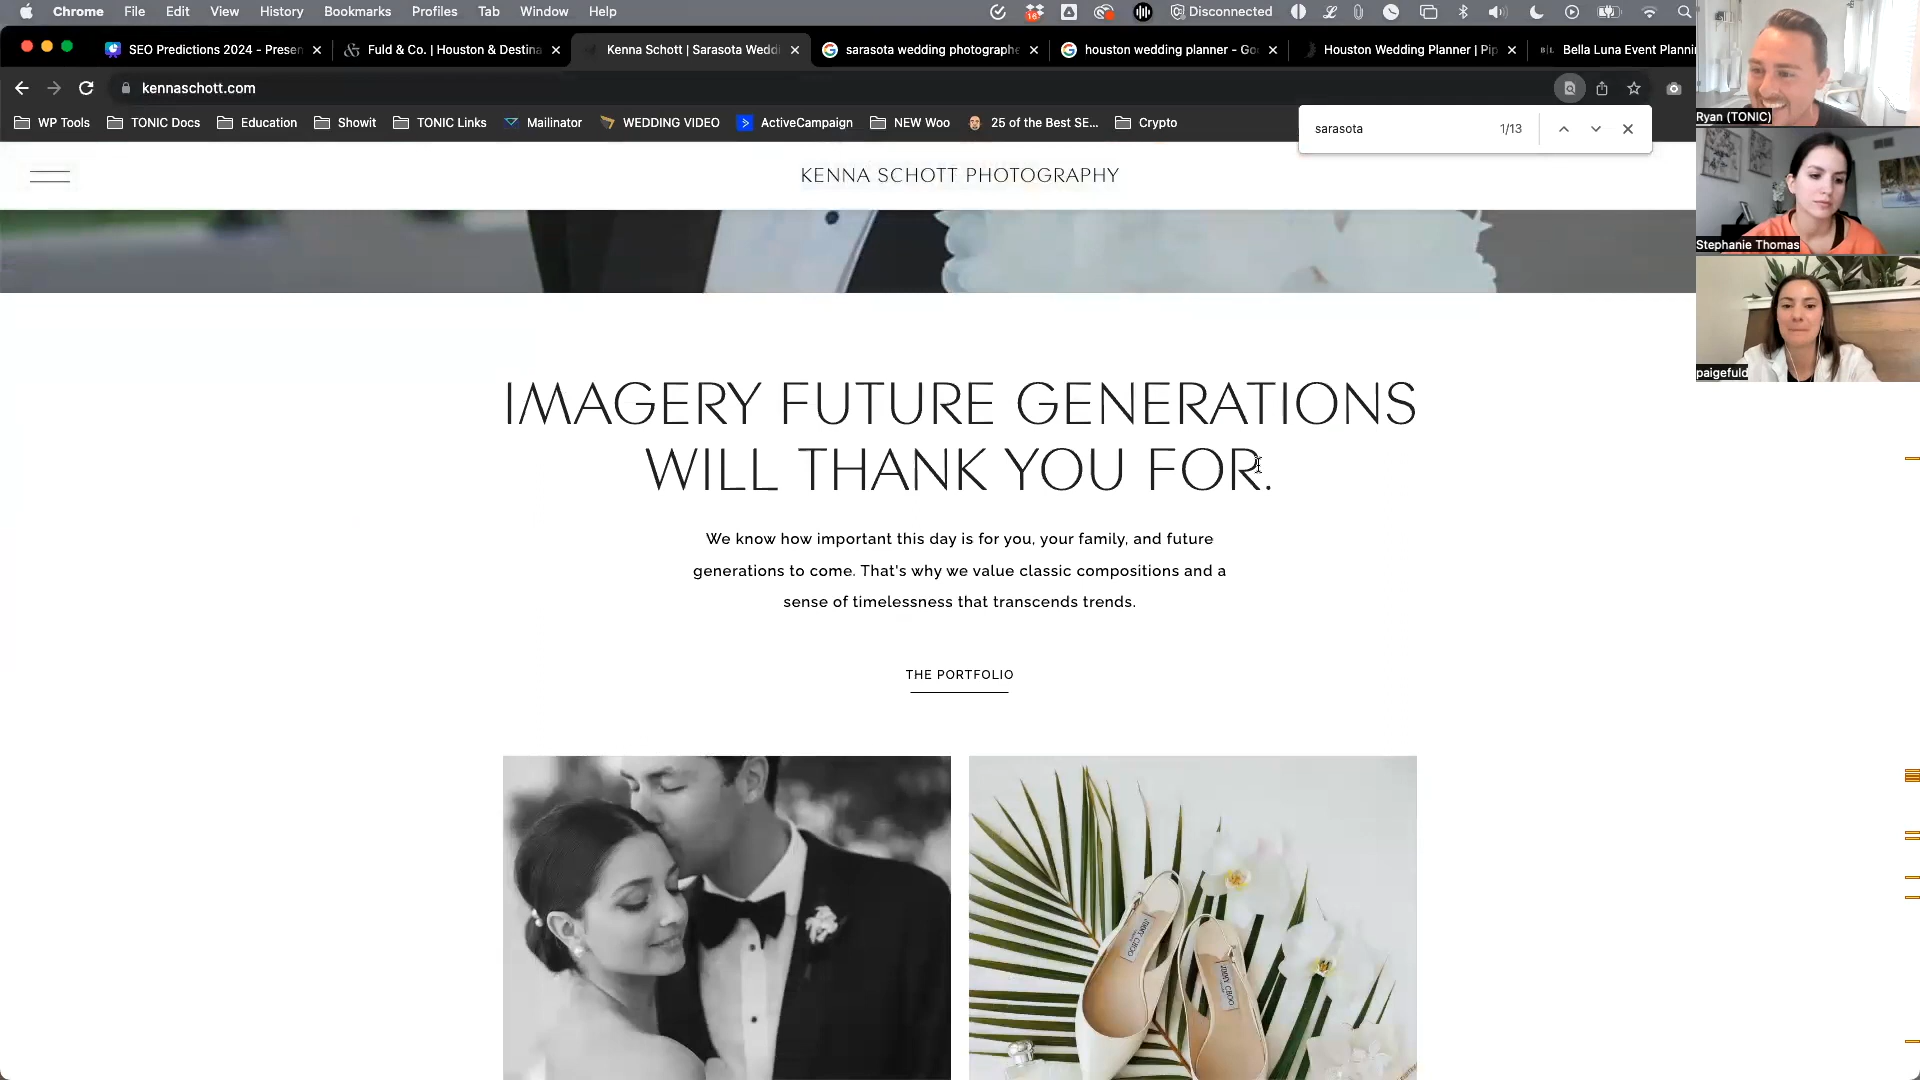 Chrome File Edit View History Bookmarks Profiles Tab Window Help
16
Disconnected
SEO Predictions 2024 - Presen
Fuld & Co. | Houston & Destina
Kenna Schott | Sarasota Weddi
sarasota wedding photographe
houston wedding planner - Go
Houston Wedding Planner | Pip
B|L Bella Luna Event Planni
kennaschott.com
WP Tools TONIC Docs Education Showit TONIC Links Mailinator WEDDING VIDEO ActiveCampaign NEW Woo 25 of the Best SE... Crypto
sarasota 1/13
Ryan (TONIC)
Stephanie Thomas
paigefuld
KENNA SCHOTT PHOTOGRAPHY
IMAGERY FUTURE GENERATIONS
WILL THANK YOU FOR.
We know how important this day is for you, your family, and future
generations to come. That's why we value classic compositions and a
sense of timelessness that transcends trends.
THE PORTFOLIO
JIMMY CHOO
JIMMY CHOO